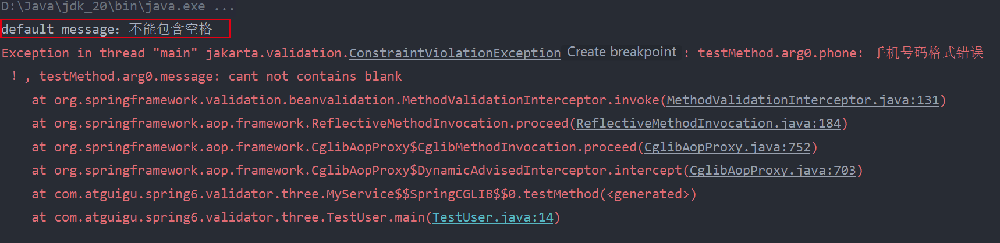 D:\Java\jdk_20\bin\java.exe ...
default message: 不能包含空格
Exception in thread "main" jakarta.validation.ConstraintViolationException Create breakpoint : testMethod.arg0.phone: 手机号码格式错误
！, testMethod.arg0.message: cant not contains blank
at org.springframework.validation.beanvalidation.MethodValidationInterceptor.invoke(MethodValidationInterceptor.java:131)
at org.springframework.aop.framework.ReflectiveMethodInvocation.proceed(ReflectiveMethodInvocation.java:184)
at org.springframework.aop.framework.CglibAopProxy$CglibMethodInvocation.proceed(CglibAopProxy.java:752)
at org.springframework.aop.framework.CglibAopProxy$DynamicAdvisedInterceptor.intercept(CglibAopProxy.java:703)
at com.atguigu.spring6.validator.three.MyService$$SpringCGLIB$$0.testMethod(<generated>)
at com.atguigu.spring6.validator.three.TestUser.main(TestUser.java:14)